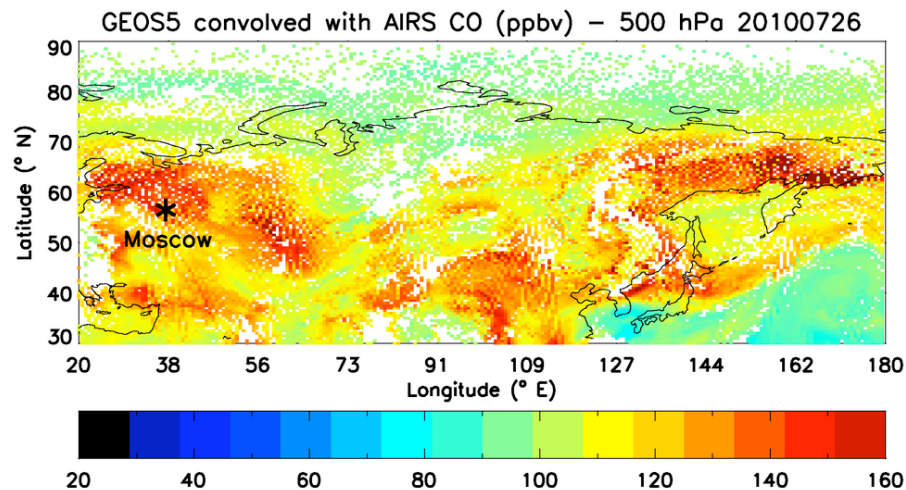 GEOS5 convolved with AIRS CO (ppbv) – 500 hPa 20100726
90
80
70
60
50
40
30
Latitude (° N)
Moscow
20 38 56 73 91 109 127 144 162 180
Longitude (° E)
20 40 60 80 100 120 140 160